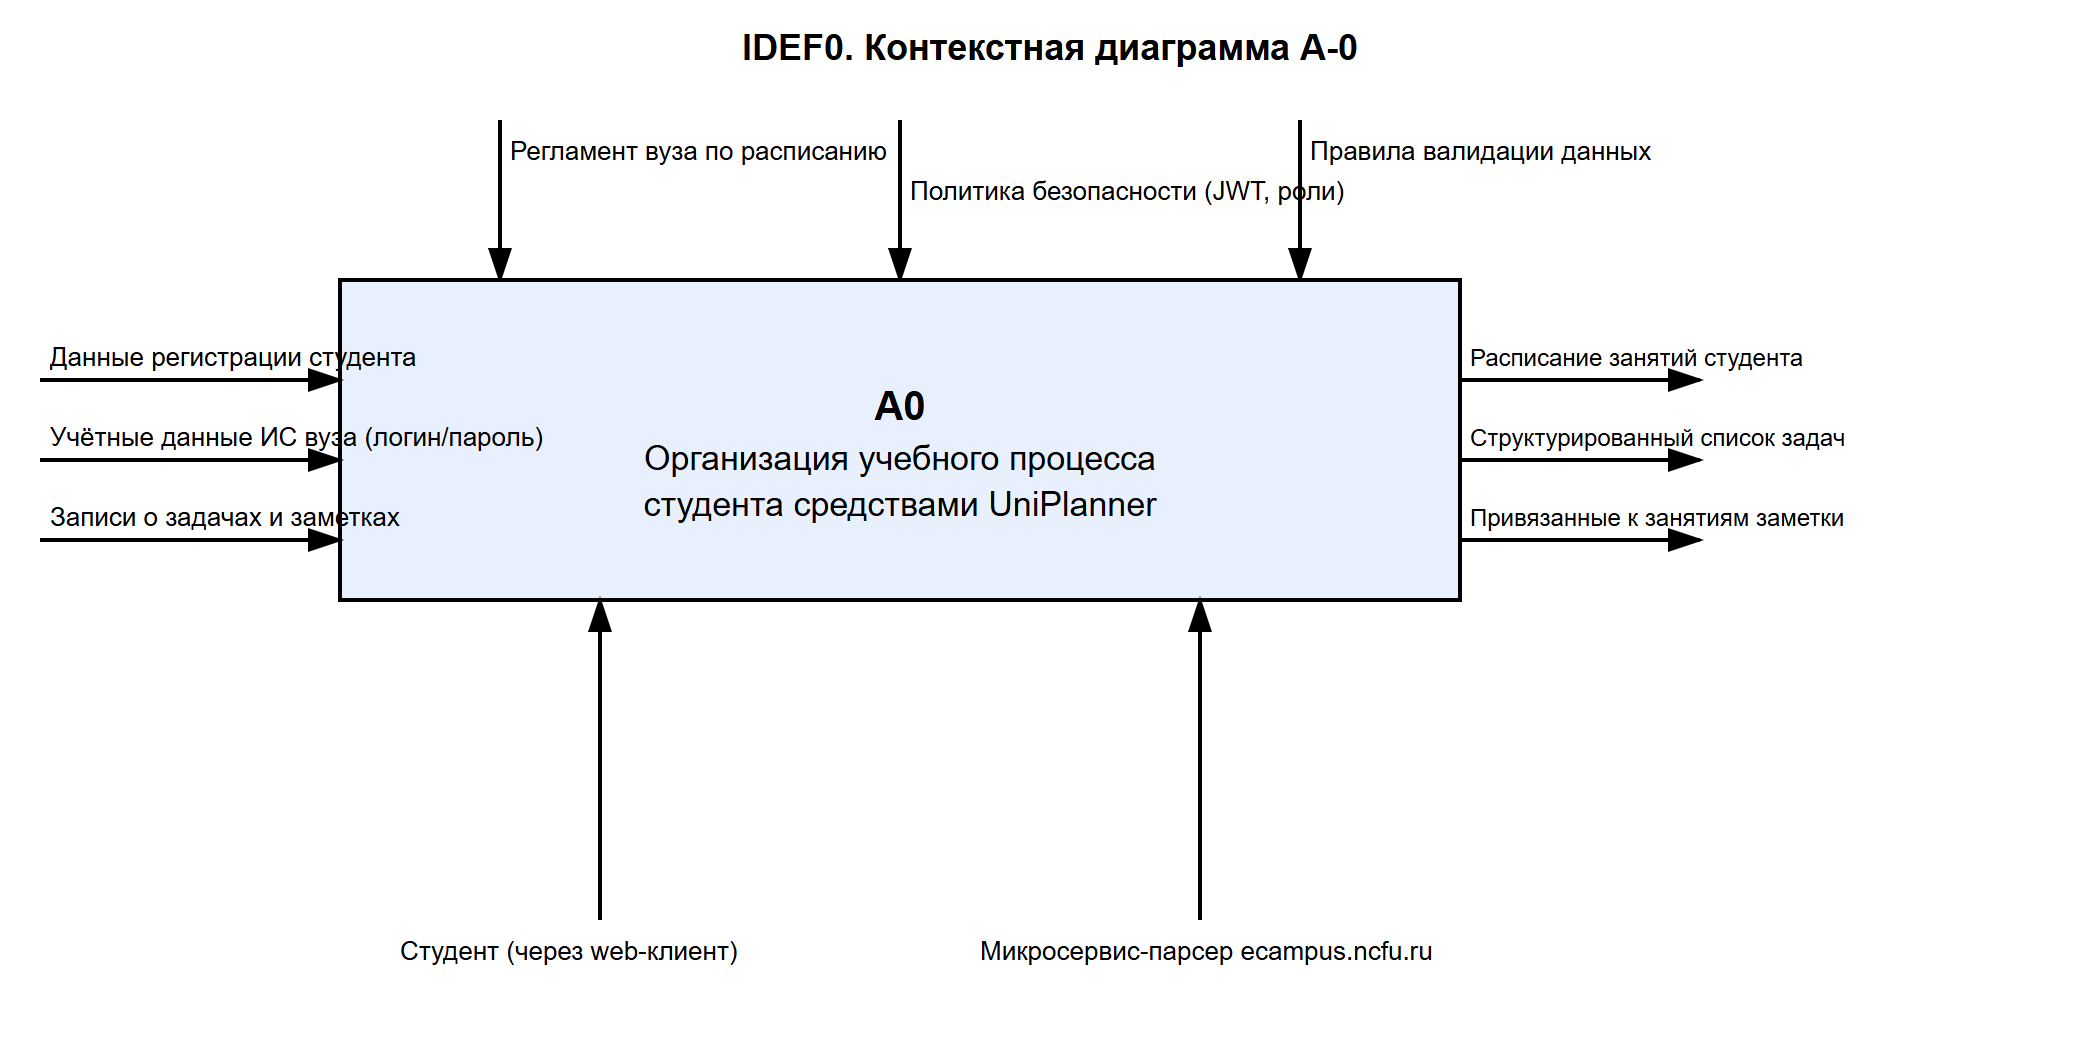 IDEF0. Контекстная диаграмма A-0
Регламент вуза по расписанию
Правила валидации данных
Политика безопасности (JWT, роли)
Данные регистрации студента
Учётные данные ИС вуза (логин/пароль)
Записи о задачах и заметках
A0
Организация учебного процесса
студента средствами UniPlanner
Расписание занятий студента
Структурированный список задач
Привязанные к занятиям заметки
Студент (через web-клиент)
Микросервис-парсер ecampus.ncfu.ru